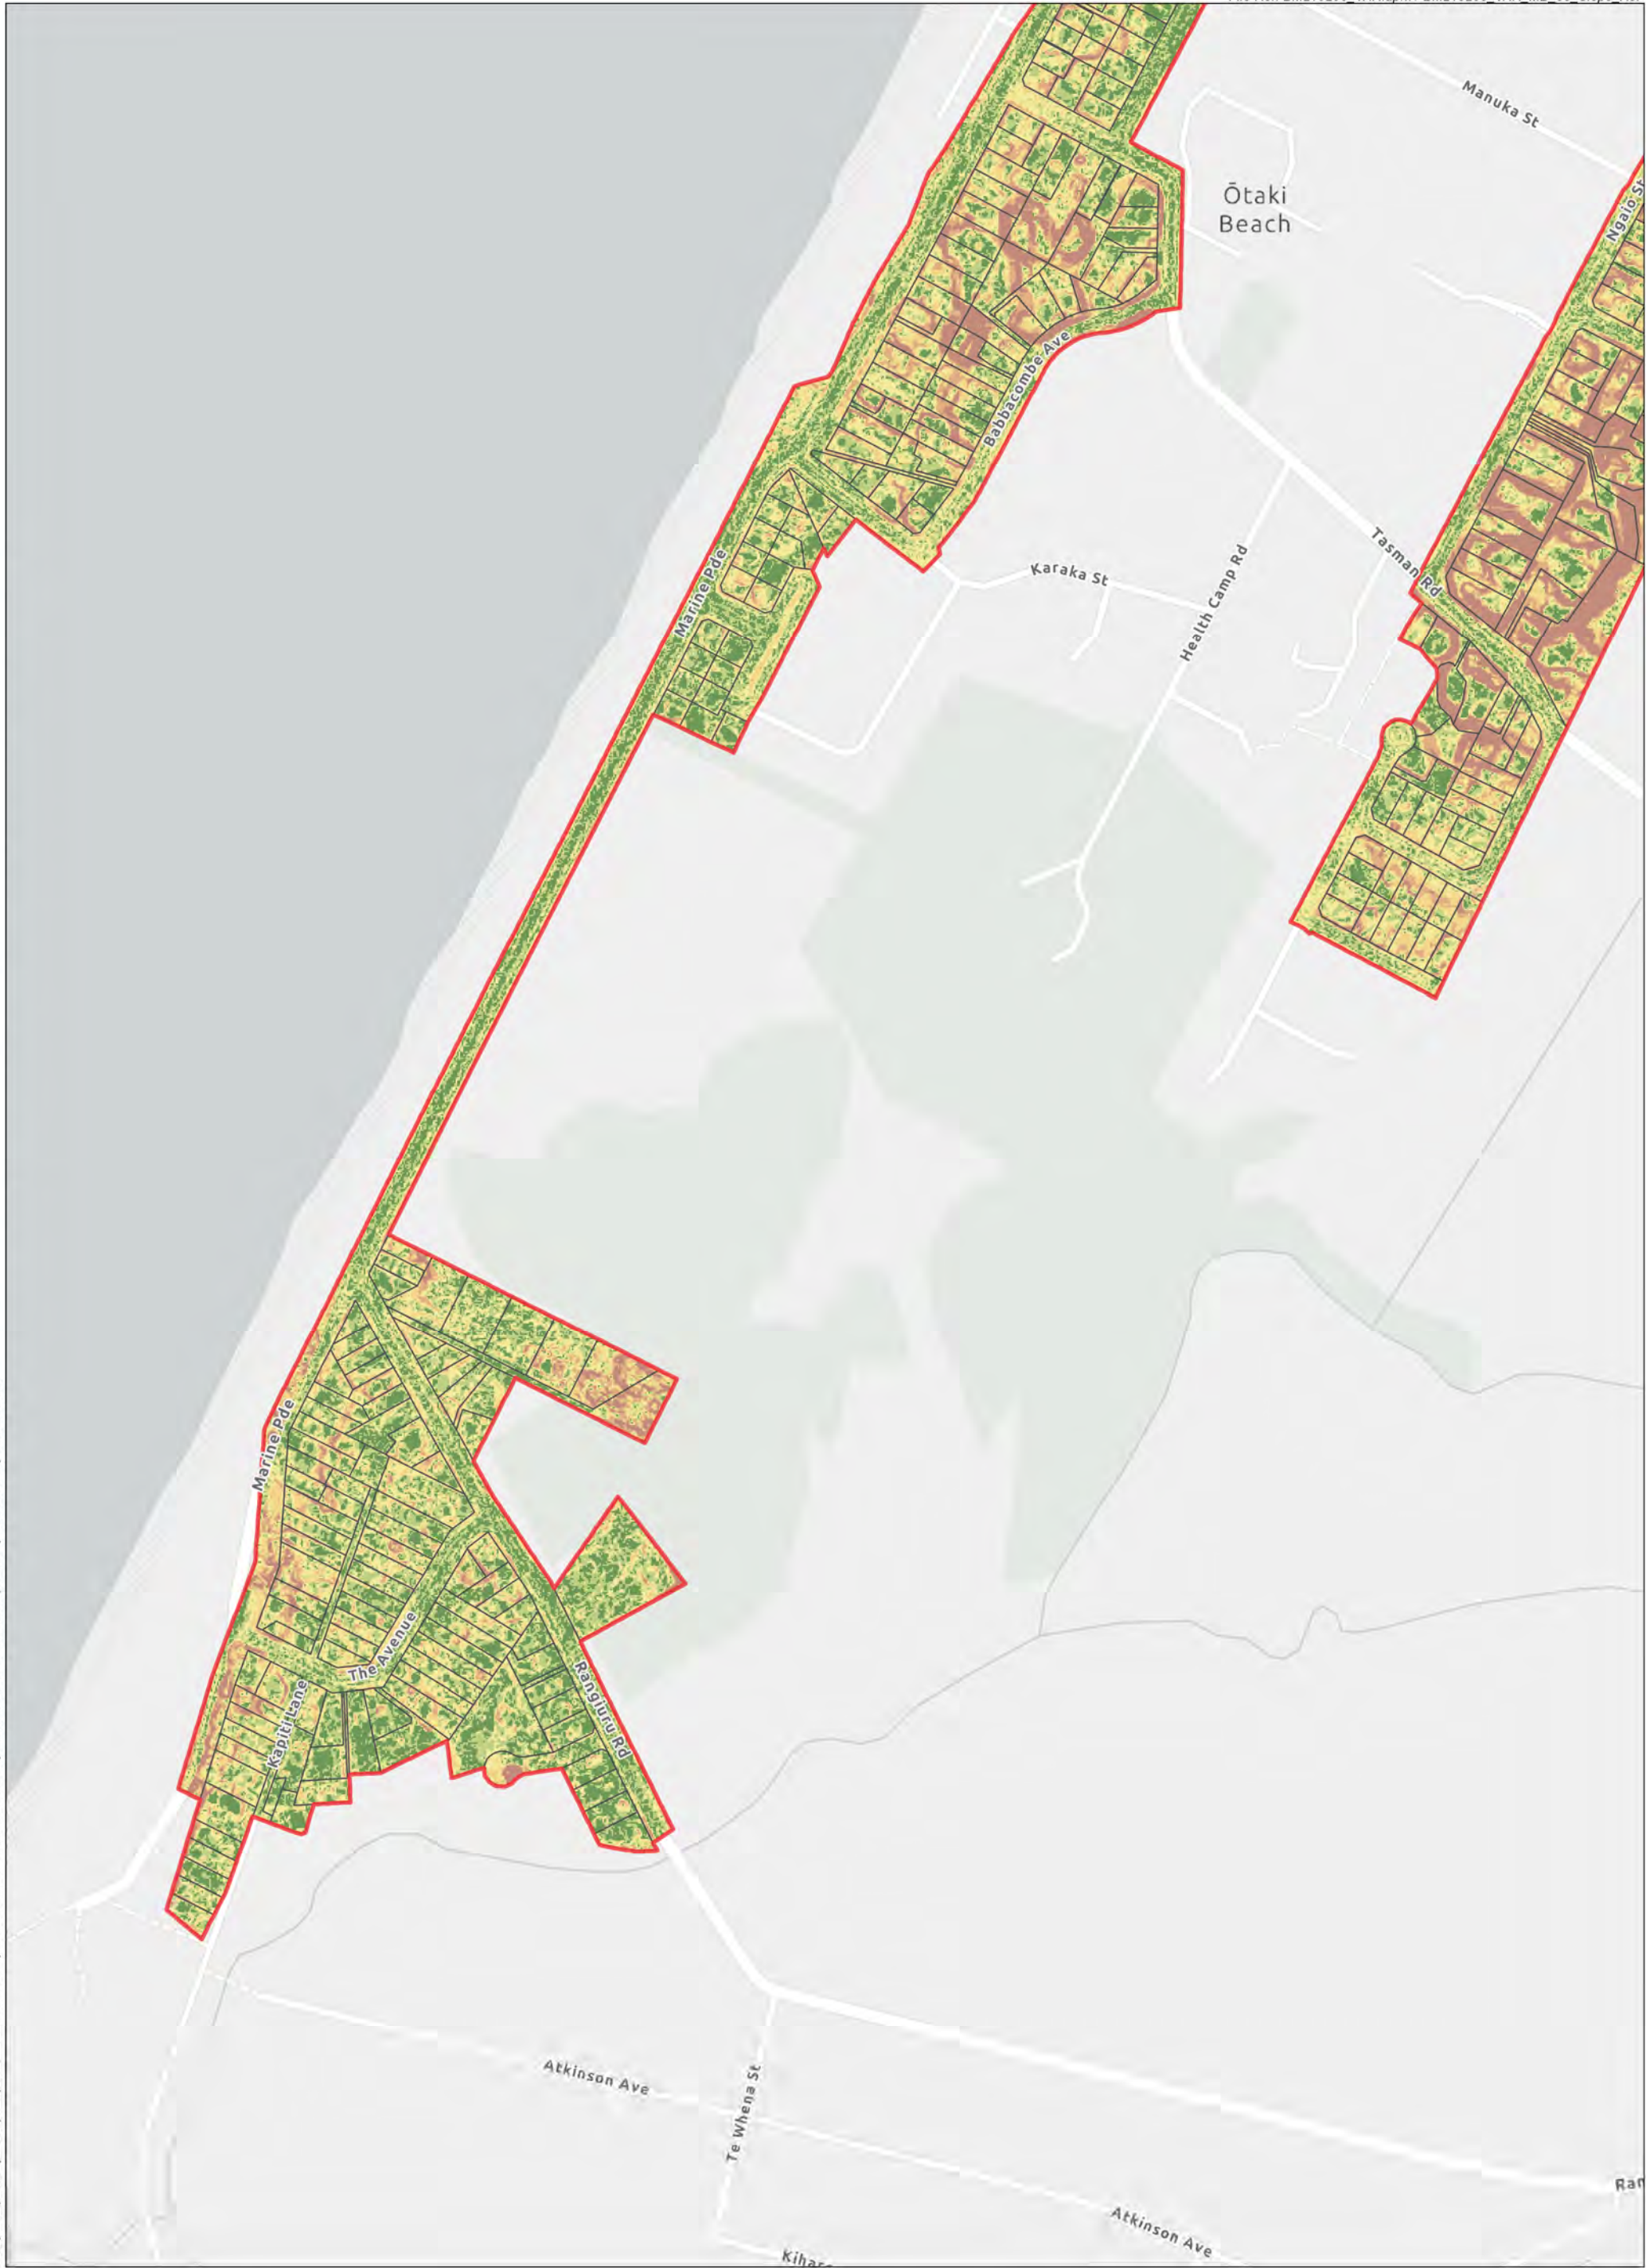 Manuka St
Ōtaki
Beach
Ngaio St
Babbacombe Ave
Tasman Rd
Marine Pde
Karaka St
Health Camp Rd
Marine Pde
The Avenue
Kapiti Lane
Rangiuru Rd
Atkinson Ave
Te Whena St
Atkinson Ave